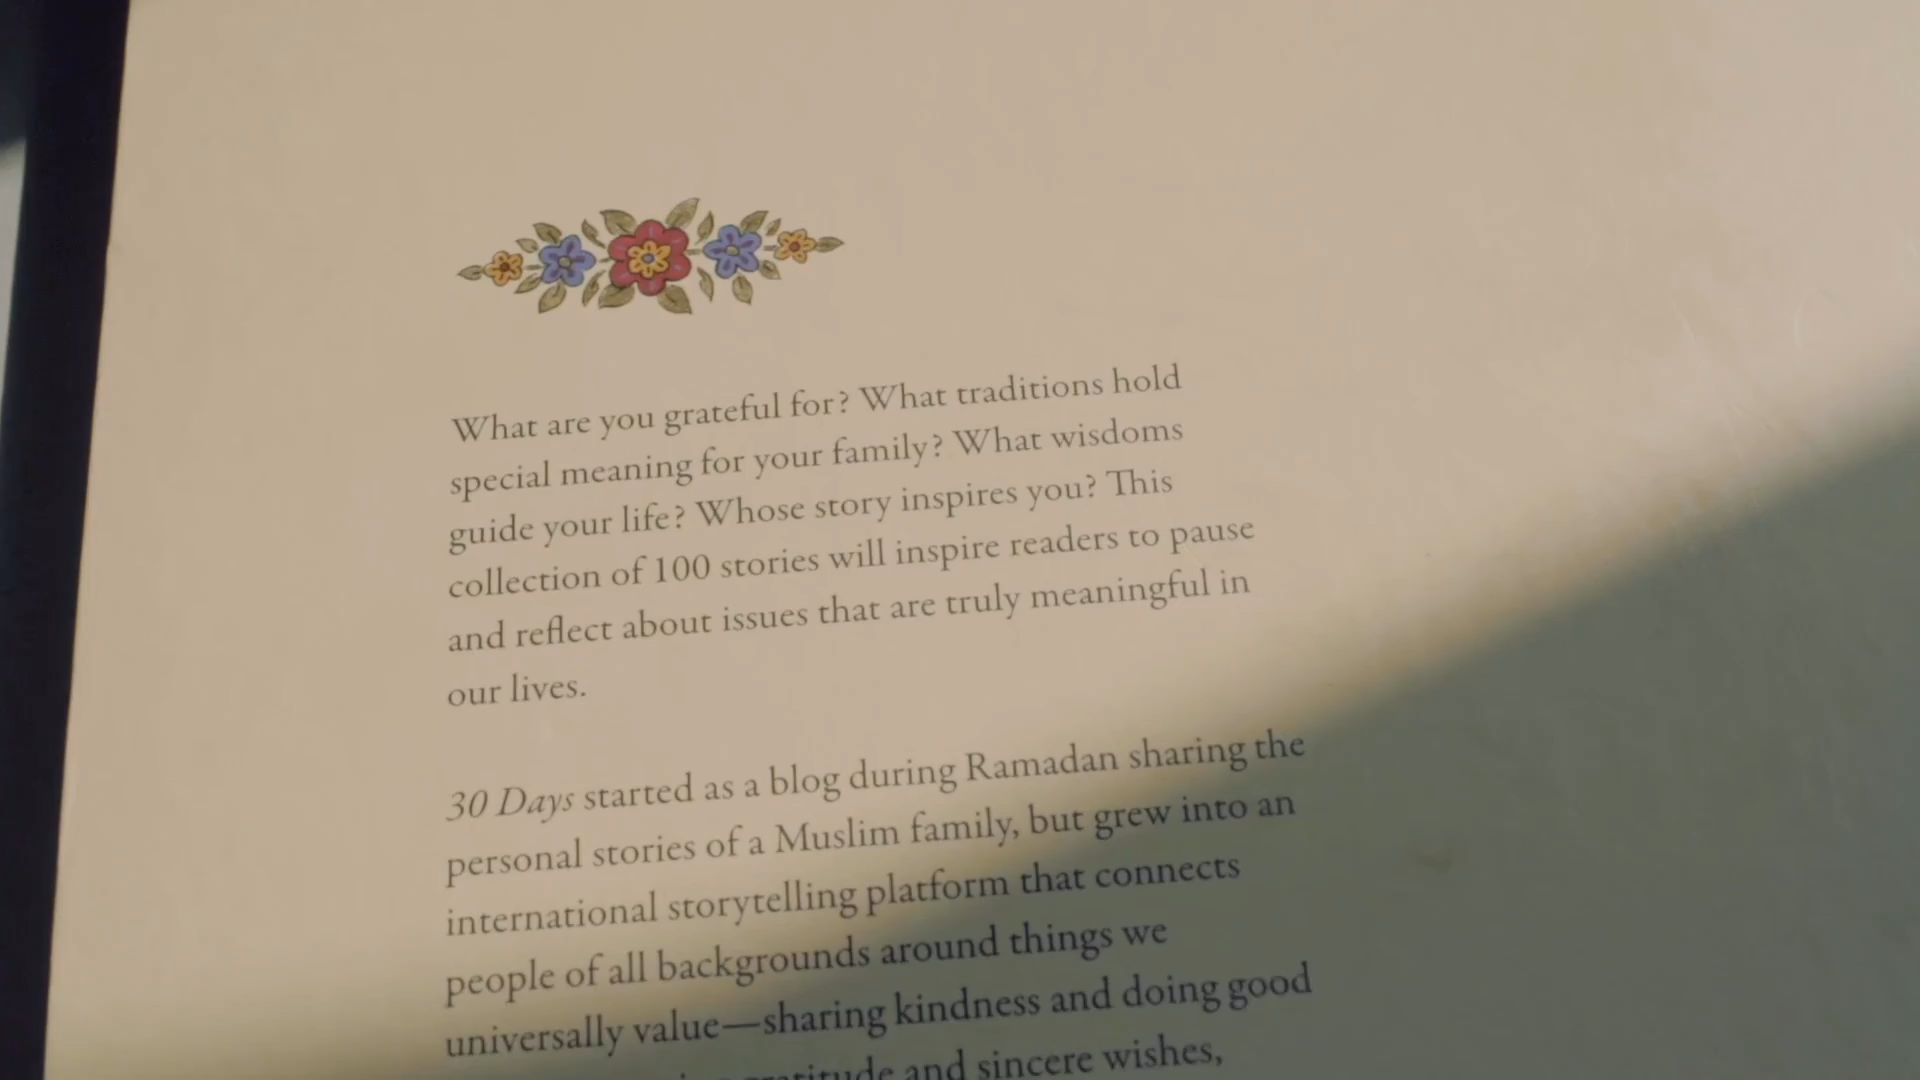 What are you grateful for? What traditions hold
special meaning for your family? What wisdoms
guide your life? Whose story inspires you? This
collection of 100 stories will inspire readers to pause
and reflect about issues that are truly meaningful in
our lives.
30 Days started as a blog during Ramadan sharing the
personal stories of a Muslim family, but grew into an
international storytelling platform that connects
people of all backgrounds around things we
universally value—sharing kindness and doing good
gratitude and sincere wishes,